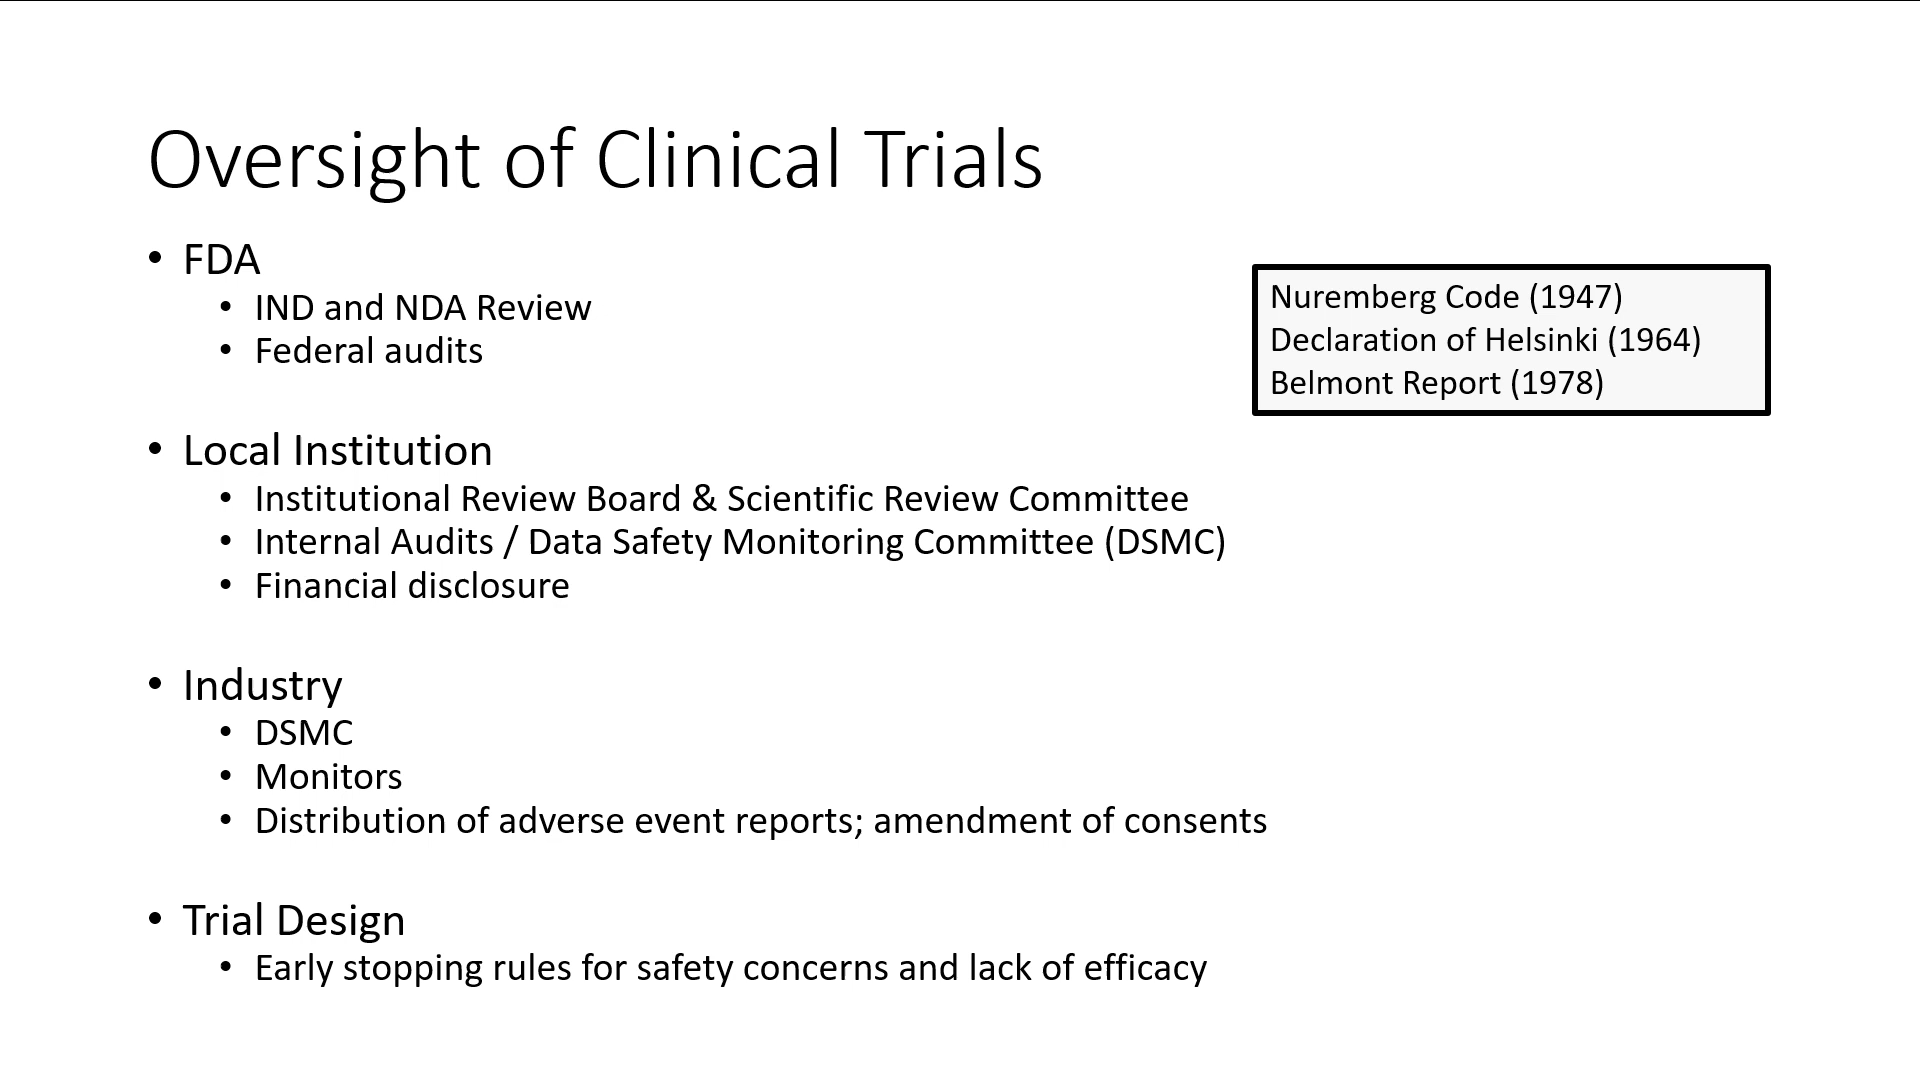 Oversight of Clinical Trials
• FDA
• IND and NDA Review
• Federal audits
Nuremberg Code (1947)
Declaration of Helsinki (1964)
Belmont Report (1978)
• Local Institution
• Institutional Review Board & Scientific Review Committee
• Internal Audits / Data Safety Monitoring Committee (DSMC)
• Financial disclosure
• Industry
• DSMC
• Monitors
• Distribution of adverse event reports; amendment of consents
• Trial Design
• Early stopping rules for safety concerns and lack of efficacy